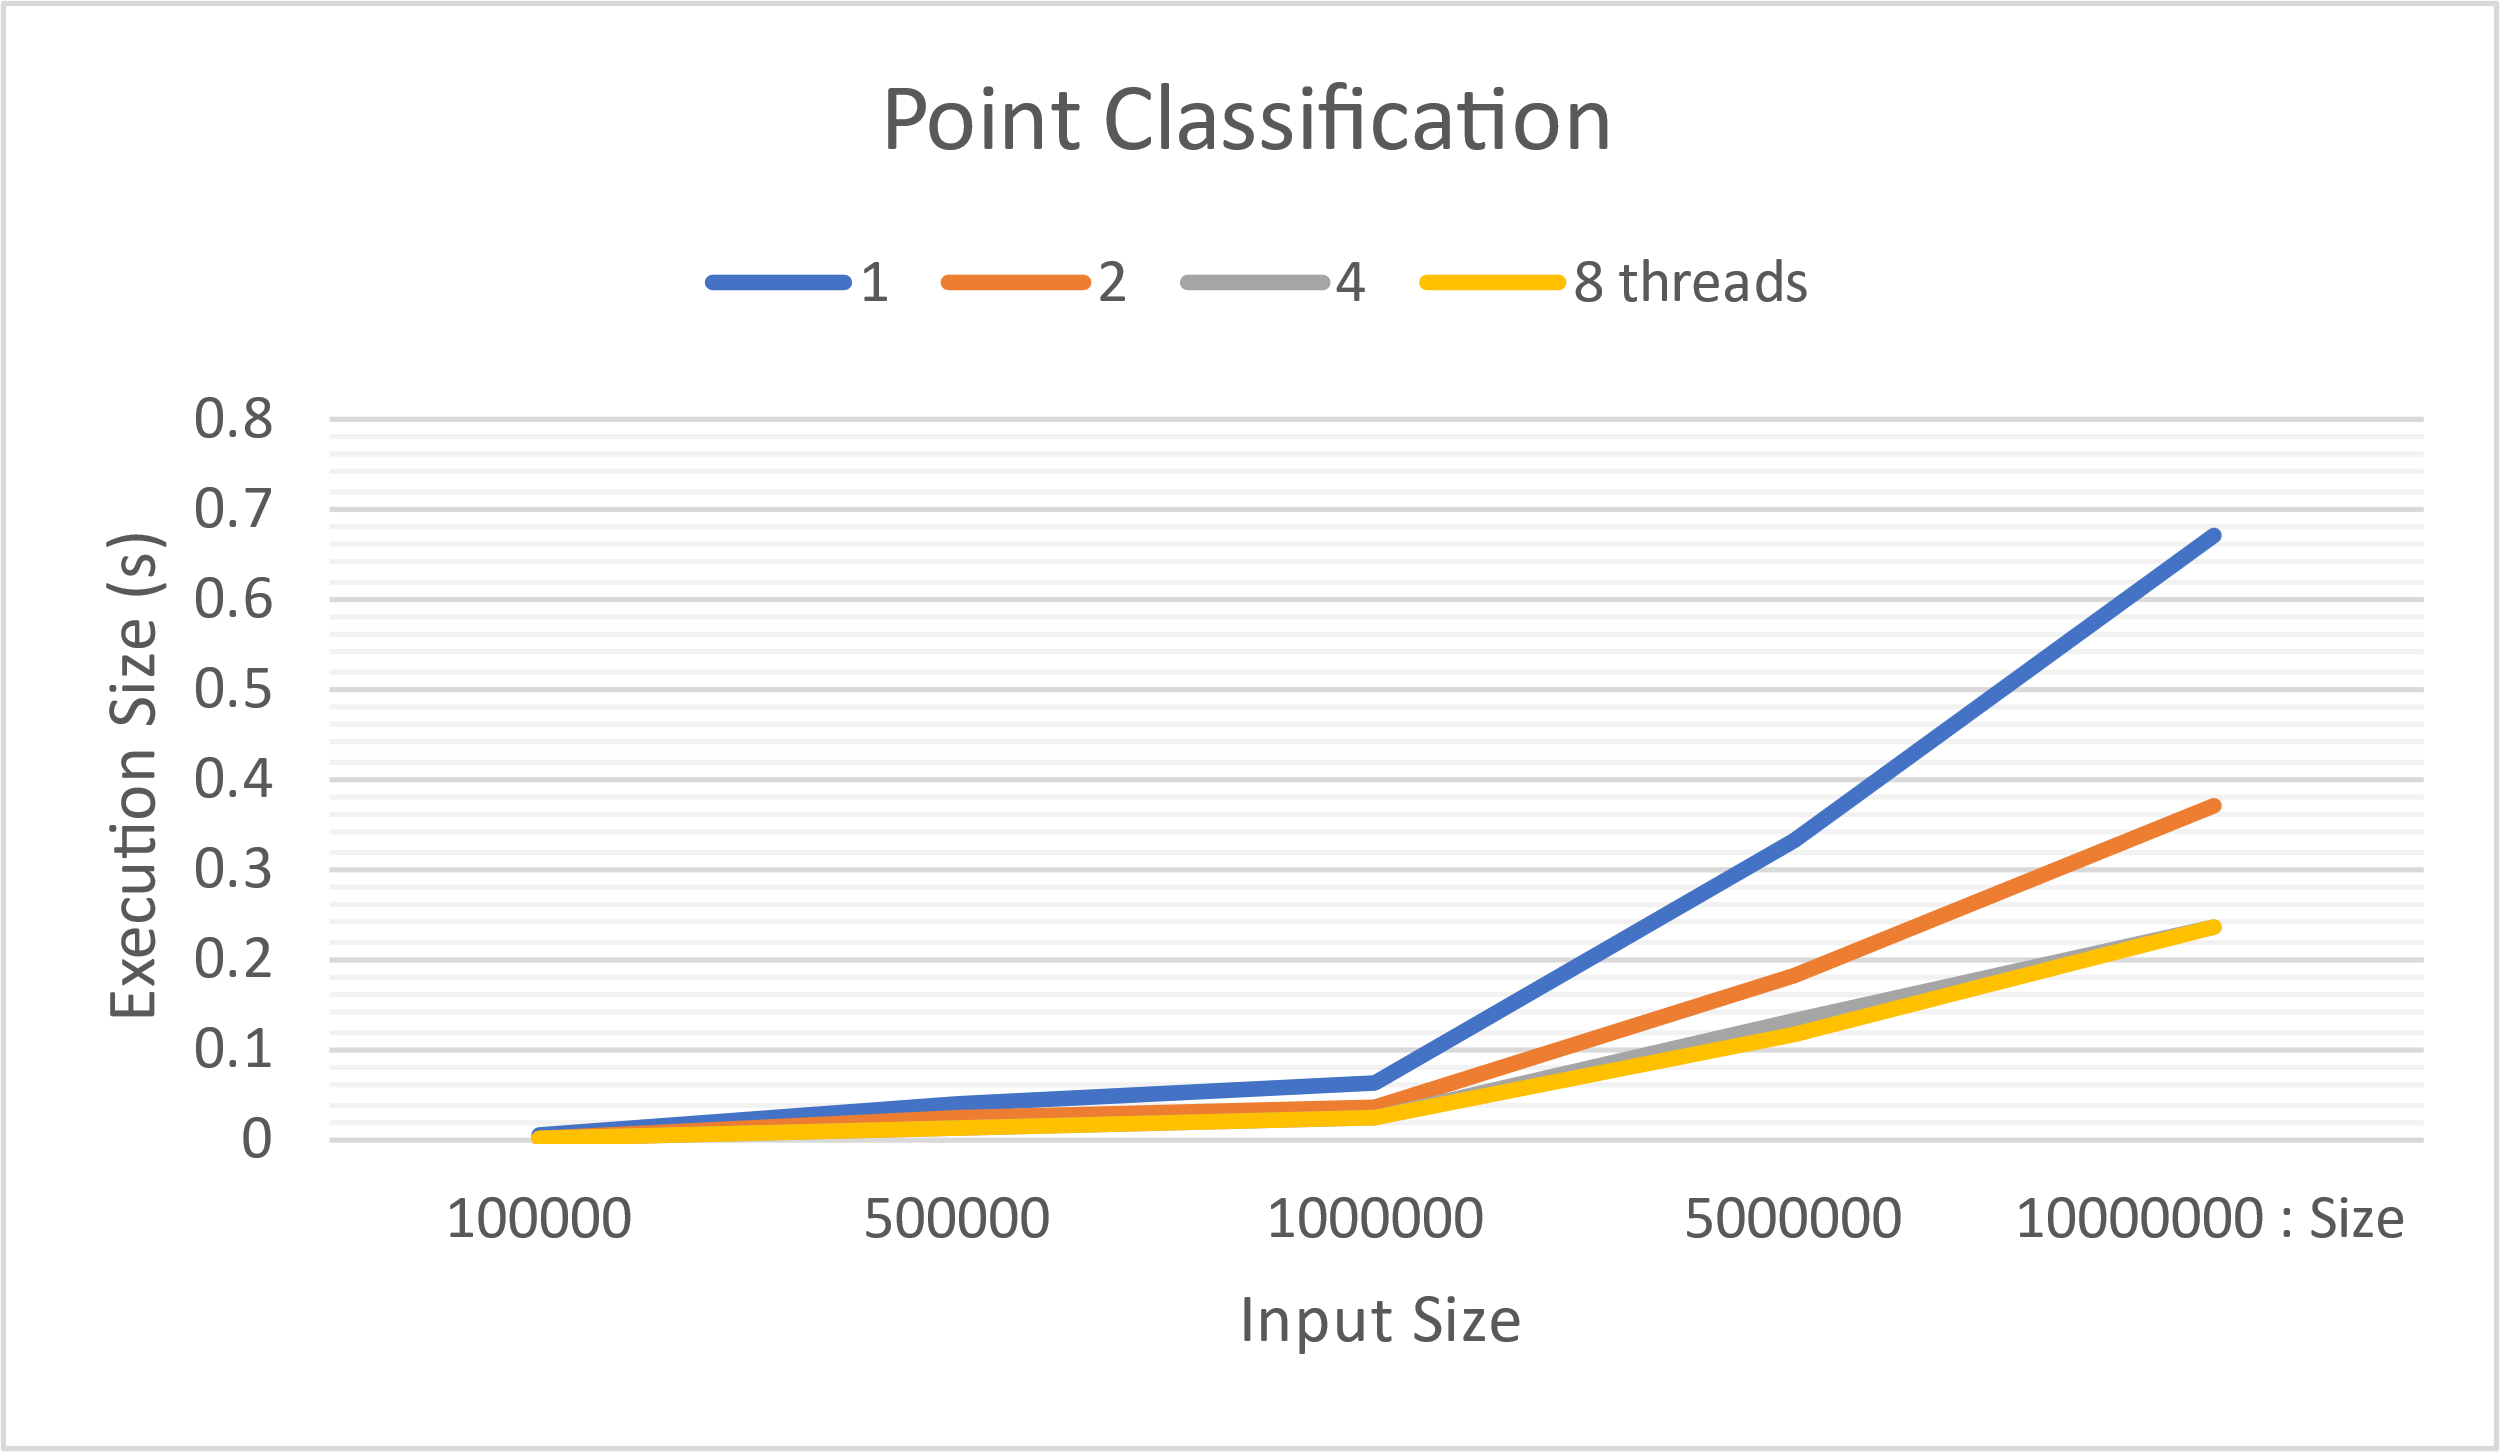 Point Classification
1 2 4 8 threads
0.8
0.7
0.6
0.5
0.4
0.3
0.2
0.1
0
Execution Size (s)
100000 500000 1000000 5000000 10000000 : Size
Input Size